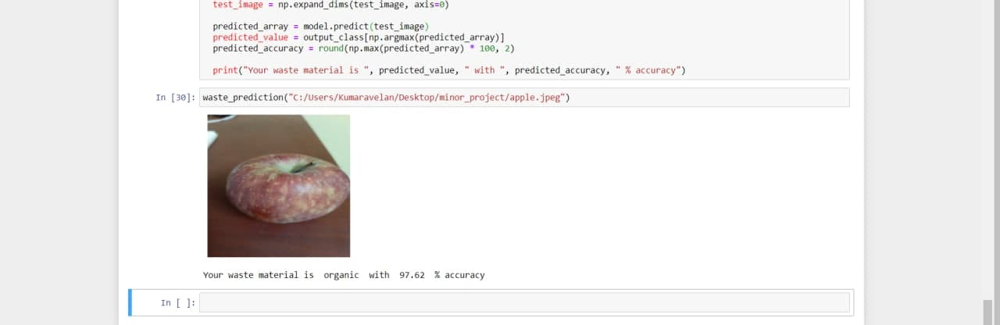 test_image = np.expand_dims(test_image, axis=0)
predicted_array = model.predict(test_image)
predicted_value = output_class[np.argmax(predicted_array)]
predicted_accuracy = round(np.max(predicted_array) * 100, 2)
print("Your waste material is ", predicted_value, " with ", predicted_accuracy, " % accuracy")
In [30]: waste_prediction("C:/Users/Kumaravelan/Desktop/minor_project/apple.jpeg")
Your waste material is  organic  with  97.62  % accuracy
In [ ]: